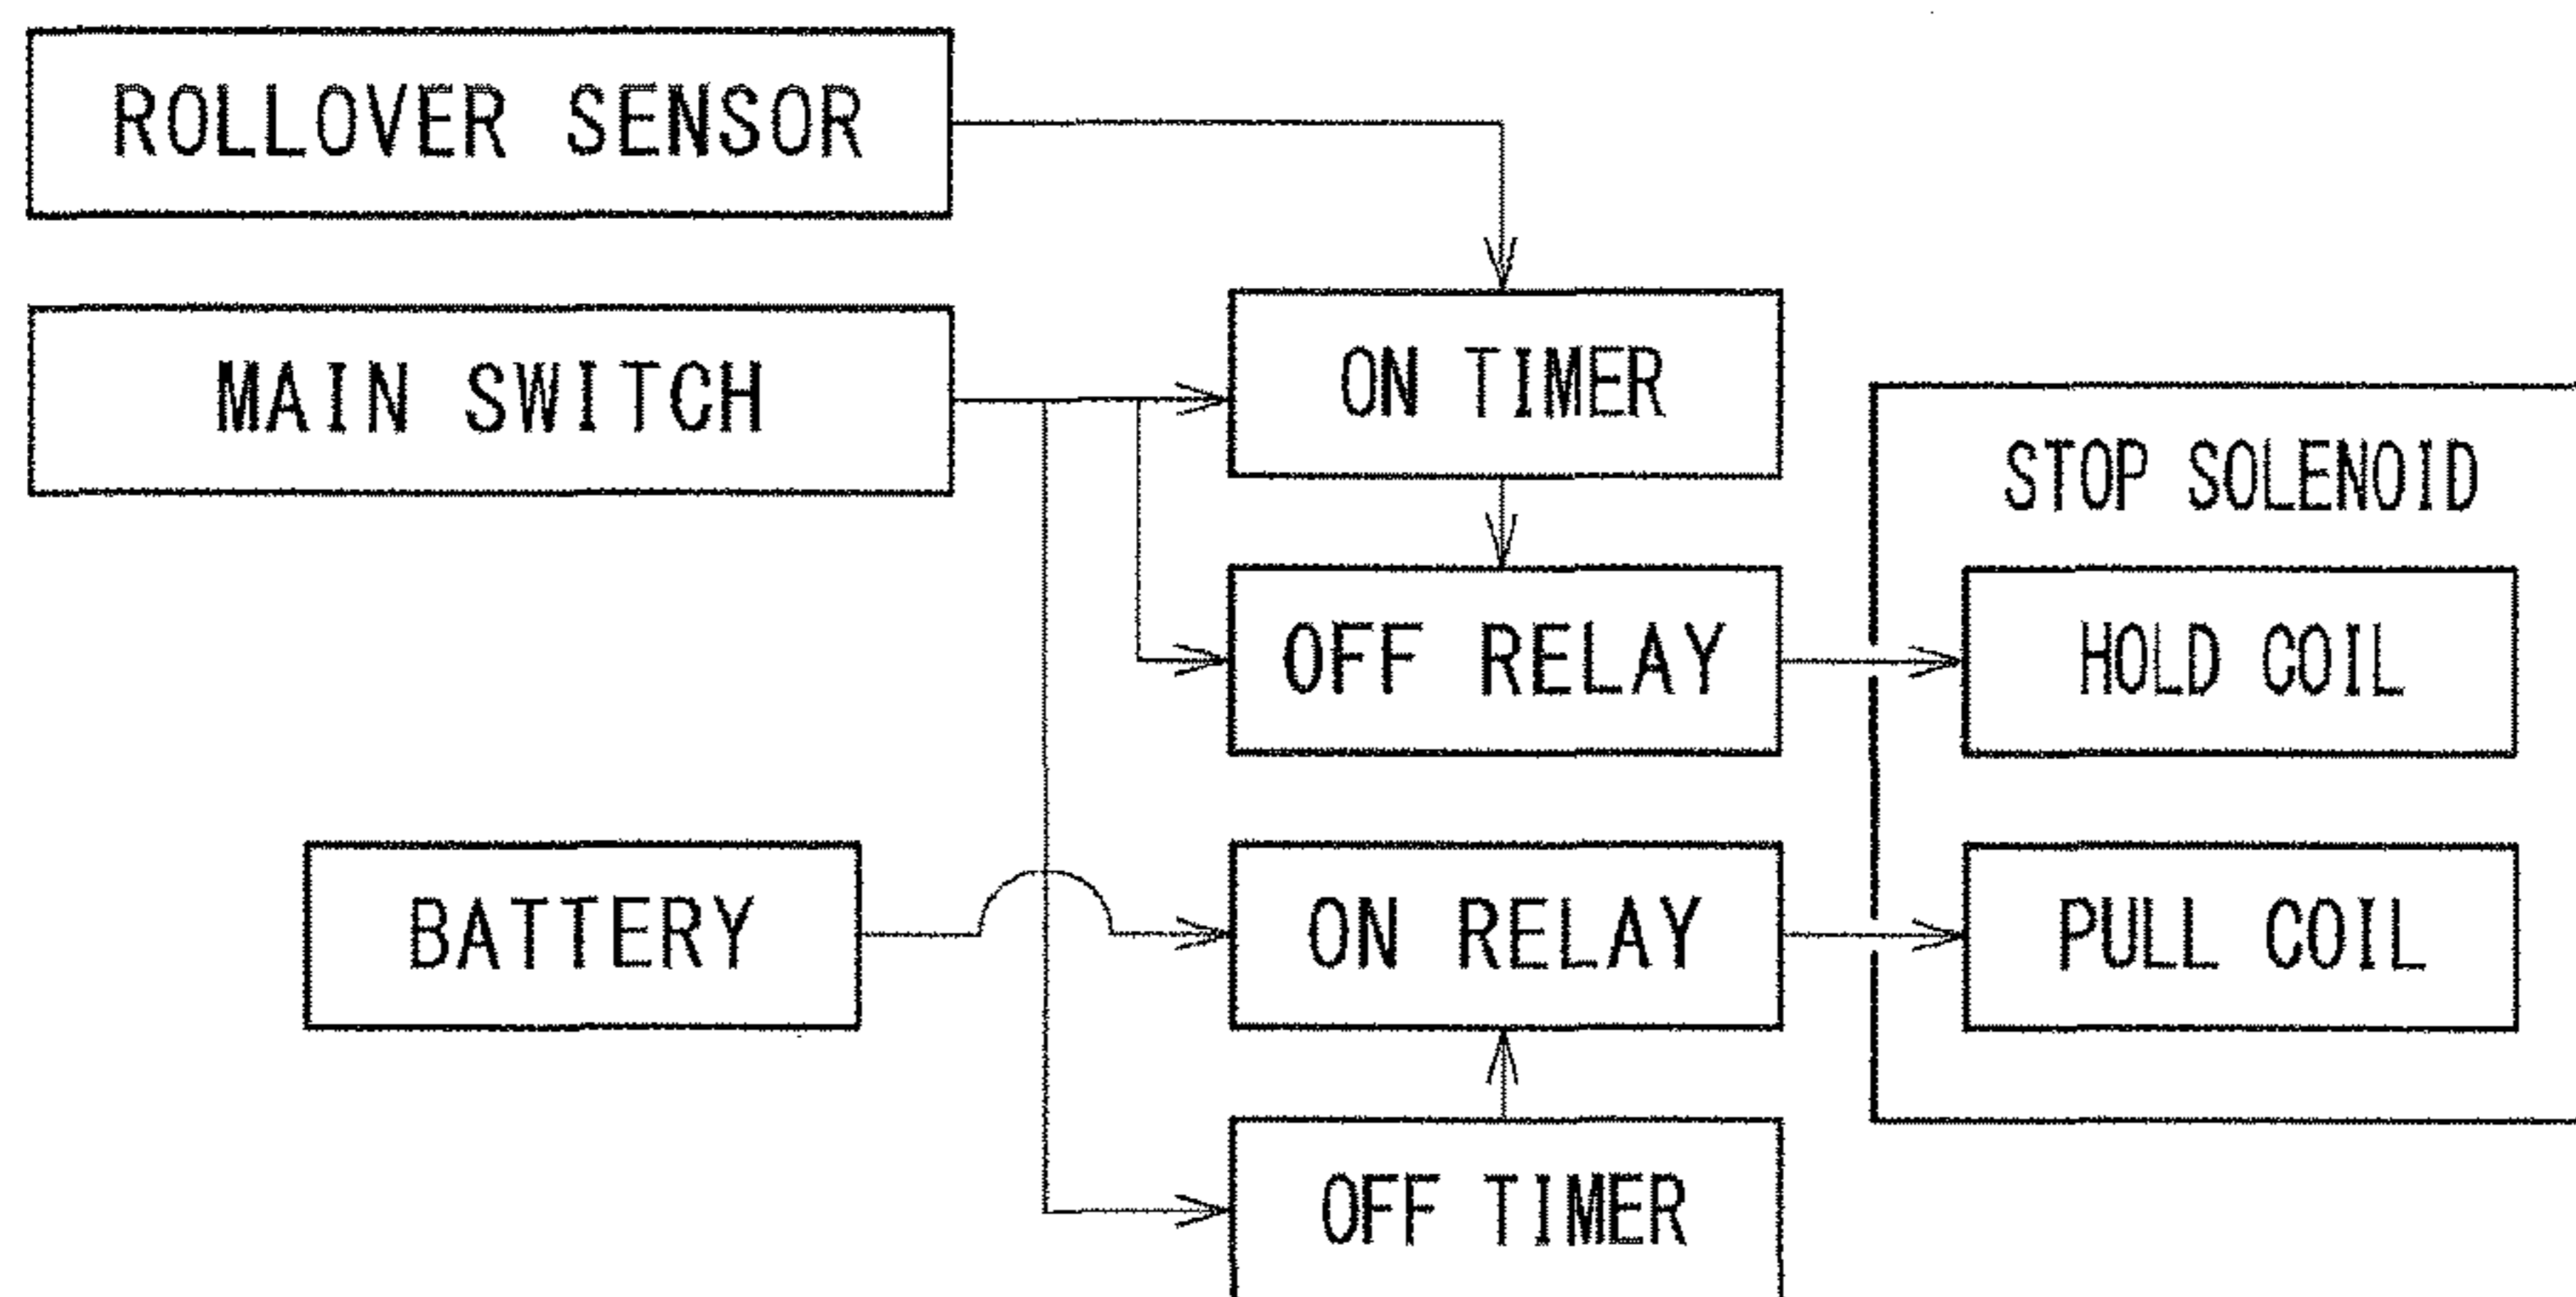 ROLLOVER SENSOR
MAIN SWITCH
ON TIMER
STOP SOLENOID
OFF RELAY
HOLD COIL
BATTERY
ON RELAY
PULL COIL
OFF TIMER